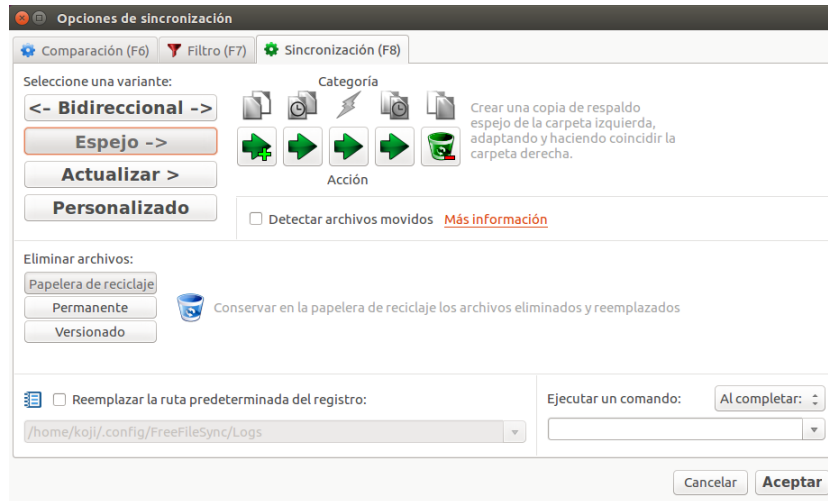 Opciones de sincronización
Comparación (F6)
Filtro (F7)
Sincronización (F8)
Seleccione una variante:
<- Bidireccional ->
Espejo ->
Actualizar >
Personalizado
Categoría
Acción
Crear una copia de respaldo
espejo de la carpeta izquierda,
adaptando y haciendo coincidir la
carpeta derecha.
Detectar archivos movidos Más información
Eliminar archivos:
Papelera de reciclaje
Permanente
Versionado
Conservar en la papelera de reciclaje los archivos eliminados y reemplazados
Reemplazar la ruta predeterminada del registro:
/home/koji/.config/FreeFileSync/Logs
Ejecutar un comando:
Al completar:
Cancelar
Aceptar